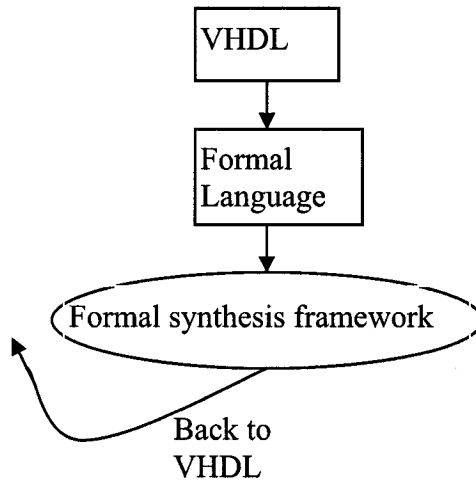 VHDL
Formal
Language
Formal synthesis framework
Back to
VHDL